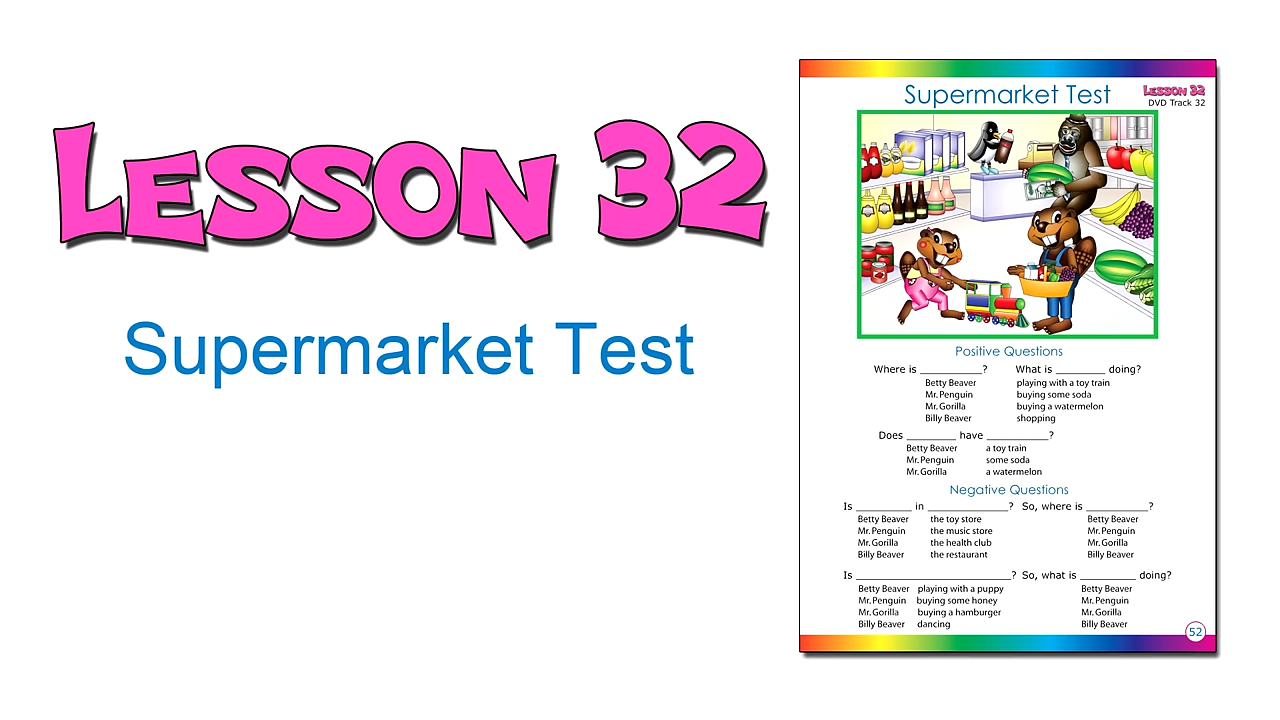 LESSON 32
Supermarket Test
Supermarket Test
LESSON 32
DVD Track 32
Positive Questions
Where is ___________? What is _________ doing?
Betty Beaver playing with a toy train
Mr. Penguin buying some soda
Mr. Gorilla buying a watermelon
Billy Beaver shopping
Does _________ have ___________?
Betty Beaver a toy train
Mr. Penguin some soda
Mr. Gorilla a watermelon
Negative Questions
Is __________ in ______________? So, where is ___________?
Betty Beaver the toy store Betty Beaver
Mr. Penguin the music store Mr. Penguin
Mr. Gorilla the health club Mr. Gorilla
Billy Beaver the restaurant Billy Beaver
Is ____________________________? So, what is __________ doing?
Betty Beaver playing with a puppy Betty Beaver
Mr. Penguin buying some honey Mr. Penguin
Mr. Gorilla buying a hamburger Mr. Gorilla
Billy Beaver dancing Billy Beaver
52